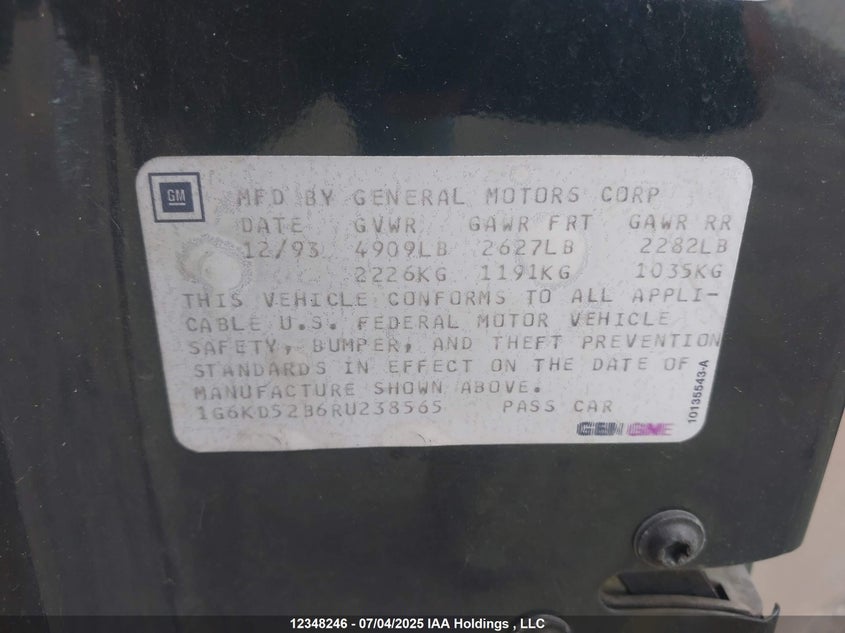 GM
MFD BY GENERAL MOTORS CORP
DATE GVWR GAWR FRT GAWR RR
12/93 4909LB 2627LB 2282LB
2226KG 1191KG 1035KG
THIS VEHICLE CONFORMS TO ALL APPLI-
CABLE U.S. FEDERAL MOTOR VEHICLE
SAFETY, BUMPER, AND THEFT PREVENTION
STANDARDS IN EFFECT ON THE DATE OF
MANUFACTURE SHOWN ABOVE.
1G6KD52B6RU238565 PASS CAR
10135543-A
12348246 - 07/04/2025 IAA Holdings , LLC